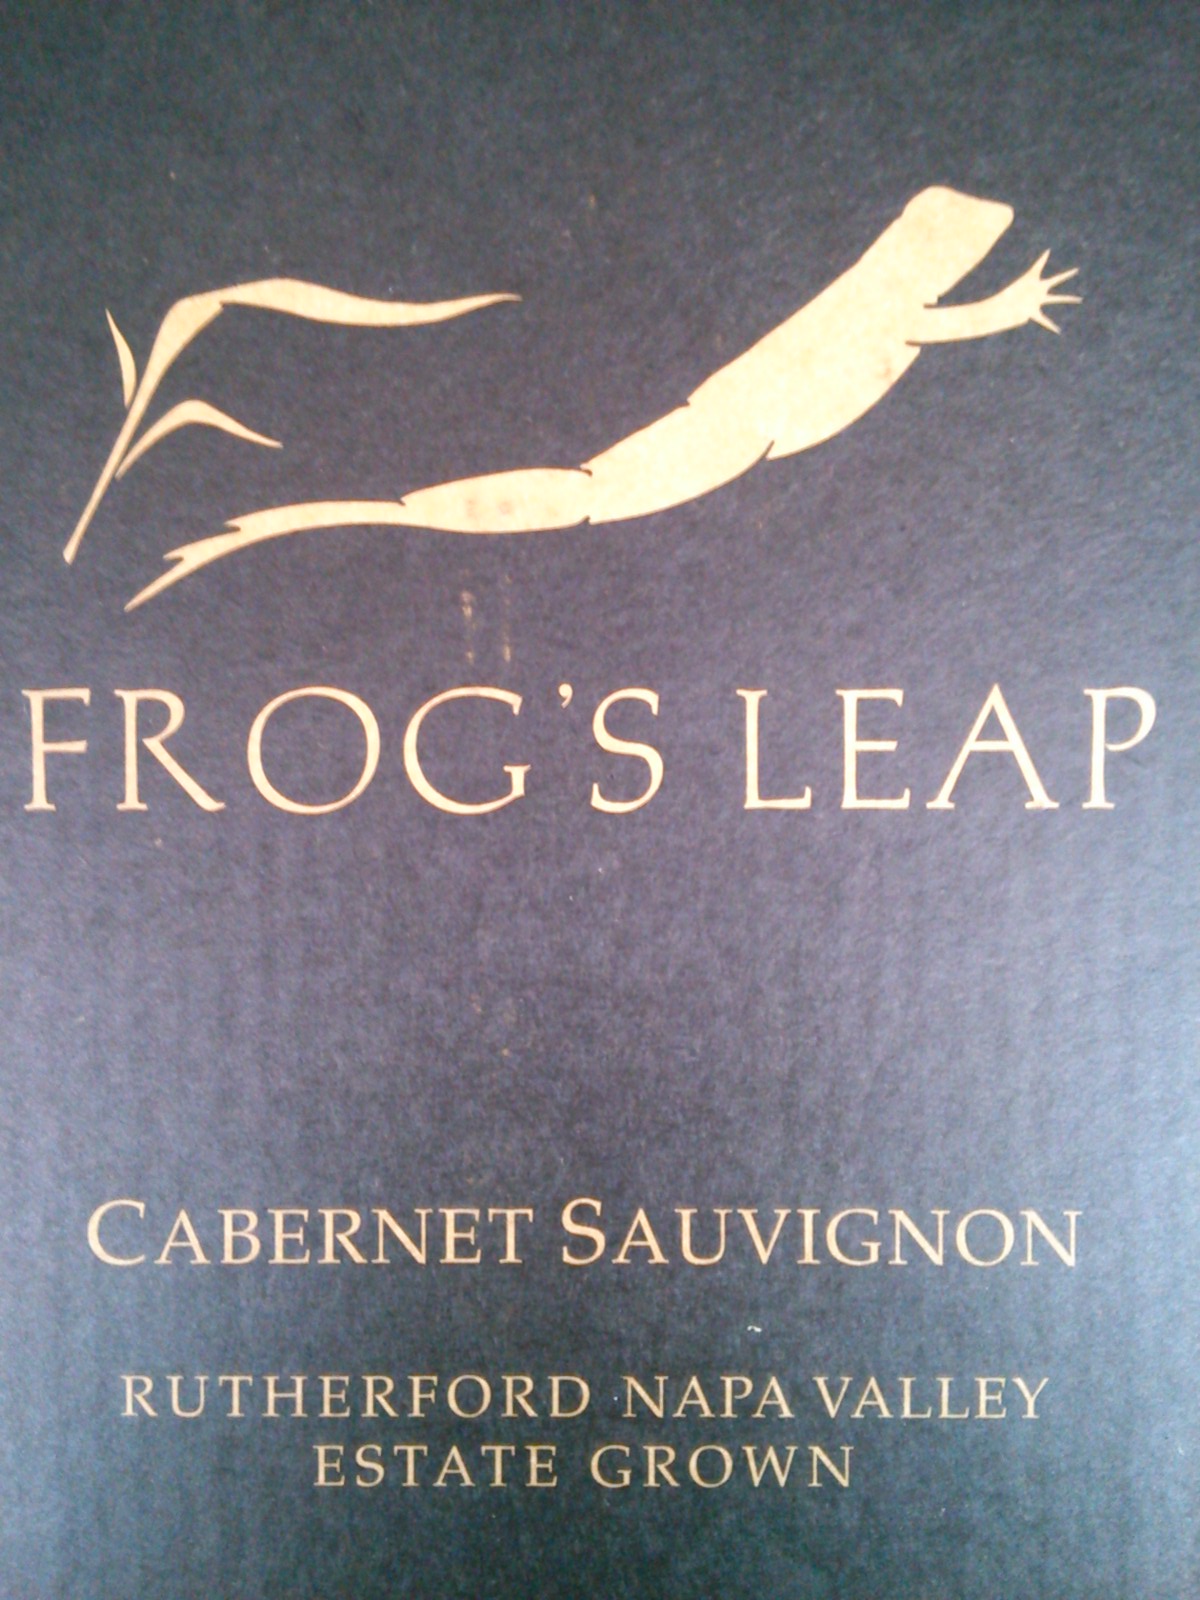 FROG'S LEAP
CABERNET SAUVIGNON
RUTHERFORD NAPA VALLEY
ESTATE GROWN